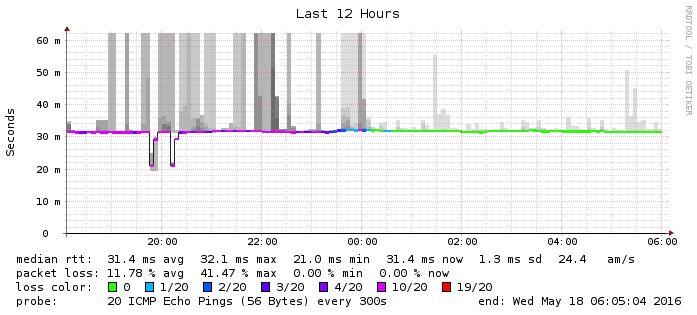 Last 12 Hours
RRDTOOL / TOBI OETIKER
Seconds
60 m
50 m
40 m
30 m
20 m
10 m
0
20:00 22:00 00:00 02:00 04:00 06:00
median rtt: 31.4 ms avg 32.1 ms max 21.0 ms min 31.4 ms now 1.3 ms sd 24.4 am/s
packet loss: 11.78 % avg 41.47 % max 0.00 % min 0.00 % now
loss color: 0 1/20 2/20 3/20 4/20 10/20 19/20
probe: 20 ICMP Echo Pings (56 Bytes) every 300s end: Wed May 18 06:05:04 2016